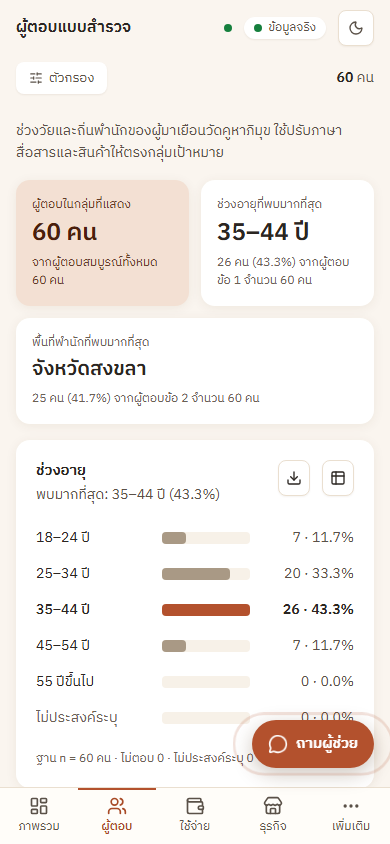 ผู้ตอบแบบสำรวจ
ข้อมูลจริง
ตัวกรอง
60 คน
ช่วงวัยและถิ่นพำนักของผู้มาเยือนวัดคูหาภิมุข ใช้ปรับภาษา
สื่อสารและสินค้าให้ตรงกลุ่มเป้าหมาย
ผู้ตอบในกลุ่มที่แสดง
60 คน
จากผู้ตอบสมบูรณ์ทั้งหมด
60 คน
ช่วงอายุที่พบมากที่สุด
35–44 ปี
26 คน (43.3%) จากผู้ตอบ
ข้อ 1 จำนวน 60 คน
พื้นที่พำนักที่พบมากที่สุด
จังหวัดสงขลา
25 คน (41.7%) จากผู้ตอบข้อ 2 จำนวน 60 คน
ช่วงอายุ
พบมากที่สุด: 35–44 ปี (43.3%)
18–24 ปี 7 · 11.7%
25–34 ปี 20 · 33.3%
35–44 ปี 26 · 43.3%
45–54 ปี 7 · 11.7%
55 ปีขึ้นไป 0 · 0.0%
ไม่ประสงค์ระบุ 0 · 0.0%
ฐาน n = 60 คน · ไม่ตอบ 0 · ไม่ประสงค์ระบุ 0
ถามผู้ช่วย
ภาพรวม
ผู้ตอบ
ใช้จ่าย
ธุรกิจ
เพิ่มเติม